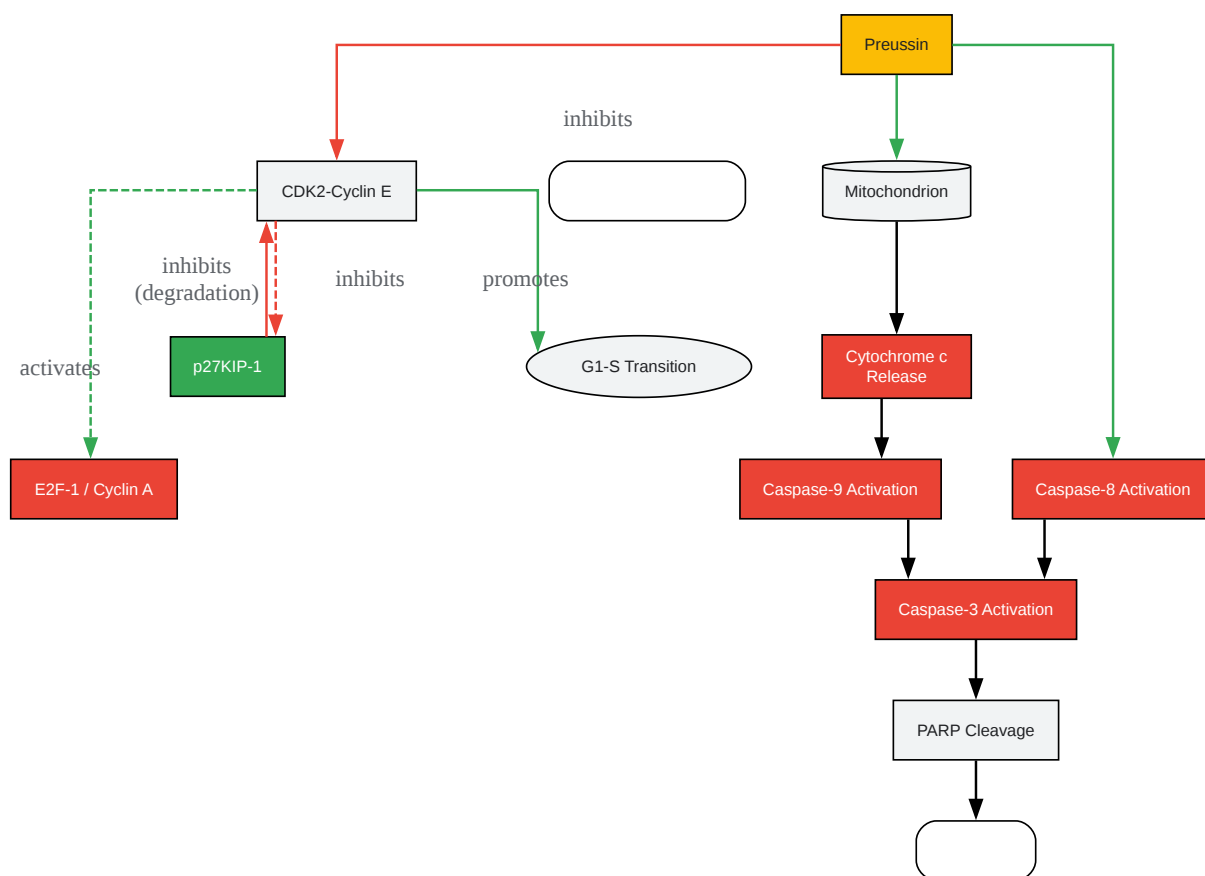 Preussin
inhibits
CDK2-Cyclin E
Mitochondrion
inhibits
(degradation)
inhibits
promotes
activates
p27KIP-1
G1-S Transition
Cytochrome c
Release
E2F-1 / Cyclin A
Caspase-9 Activation
Caspase-8 Activation
Caspase-3 Activation
PARP Cleavage